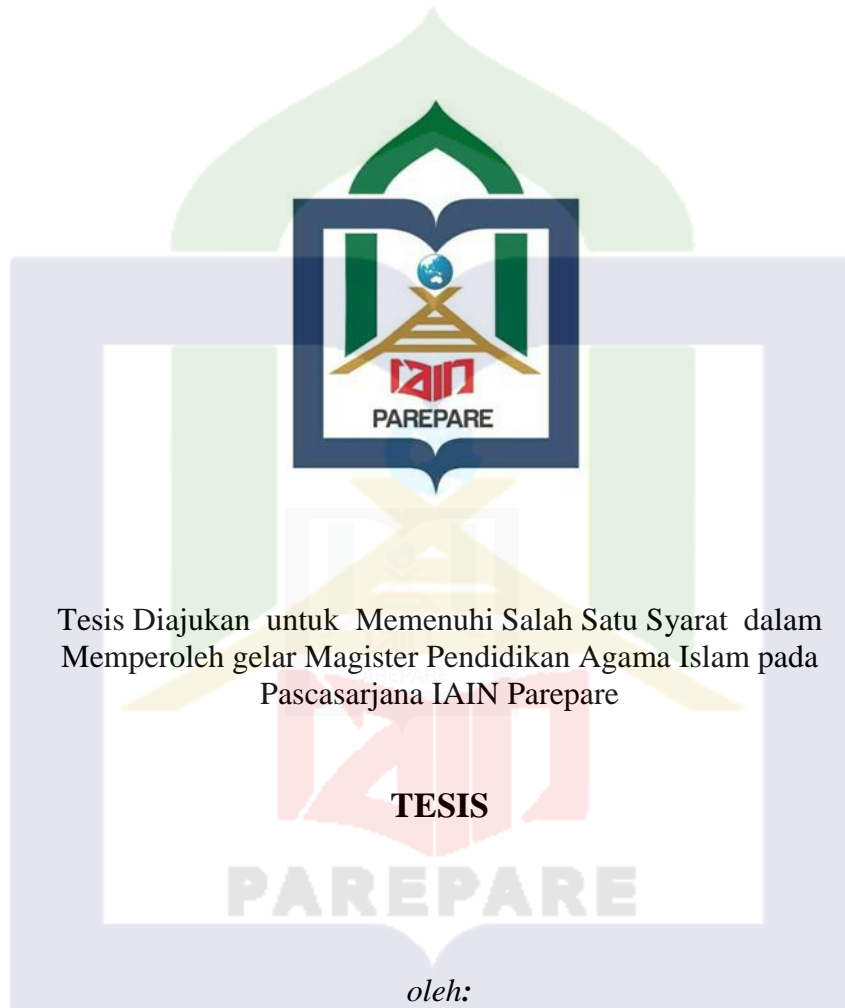 IAIN
PAREPARE
Tesis Diajukan untuk Memenuhi Salah Satu Syarat dalam
Memperoleh gelar Magister Pendidikan Agama Islam pada
Pascasarjana IAIN Parepare
TESIS
PAREPARE
oleh: